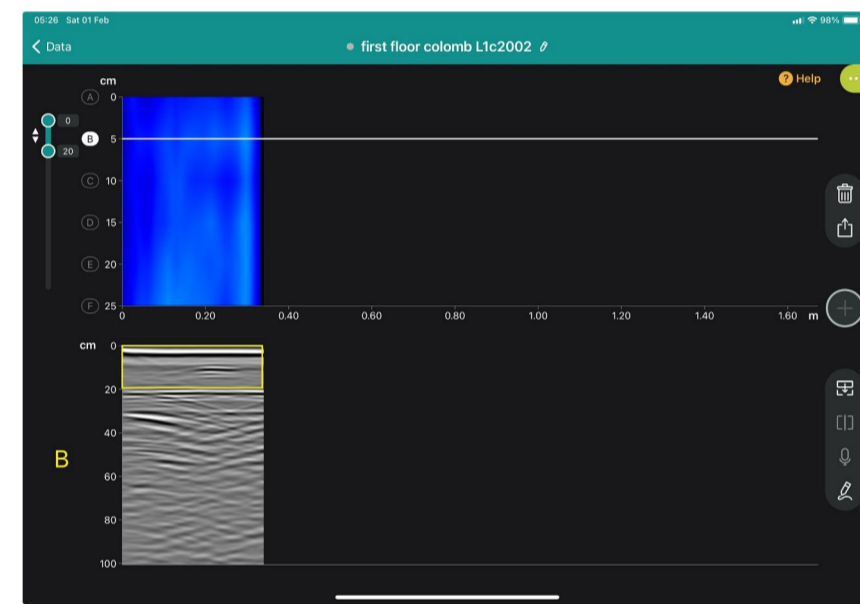 05:26 Sat 01 Feb
98%
Data
first floor colomb L1c2002
Help
cm
A 0
0
B 5
20
C 10
D 15
E 20
F 25
0 0.20 0.40 0.60 0.80 1.00 1.20 1.40 1.60 m
cm 0
20
40
B
60
80
100